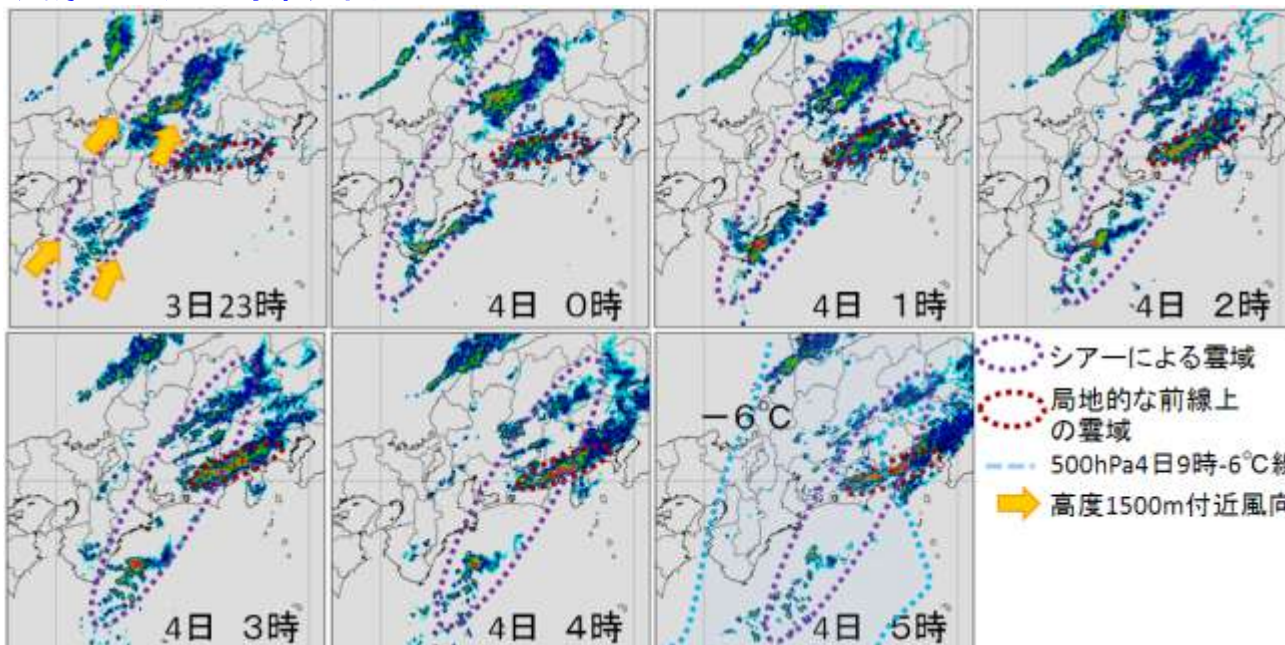 3日23時
4日 0時
4日 1時
4日 2時
4日 3時
4日 4時
−6℃
4日 5時
シアーによる雲域
局地的な前線上
の雲域
500hPa4日9時-6℃線
高度1500m付近風向